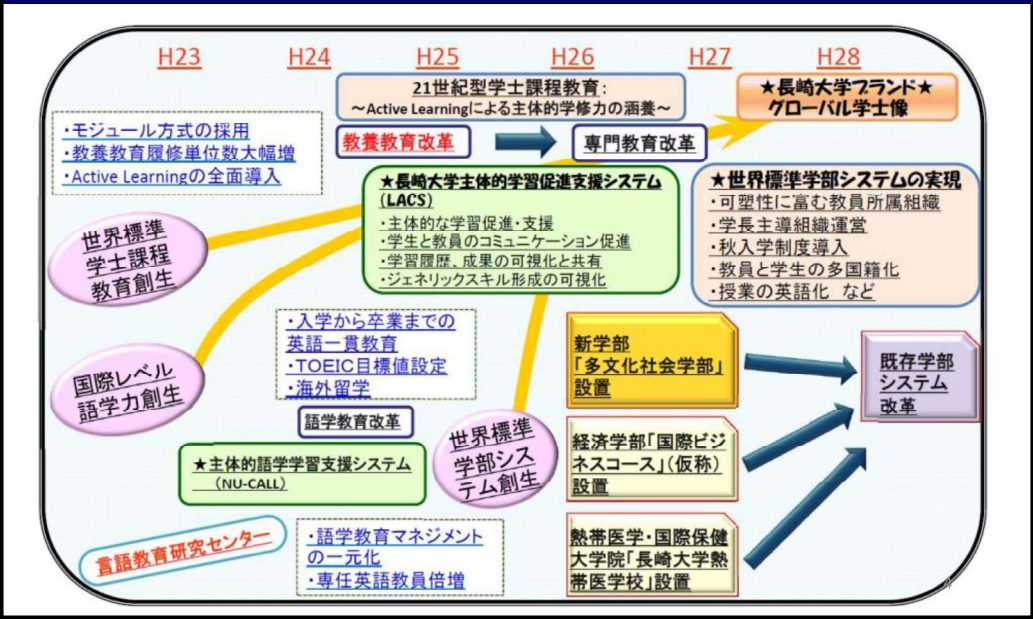 H23 H24 H25 H26 H27 H28
21世紀型学士課程教育:
～Active Learningによる主体的学修力の涵養～
★長崎大学ブランド★
グローバル学士像
・モジュール方式の採用
・教養教育履修単位数大幅増
・Active Learningの全面導入
教養教育改革
専門教育改革
★長崎大学主体的学習促進支援システム
(LACS)
・主体的な学習促進・支援
・学生と教員のコミュニケーション促進
・学習履歴、成果の可視化と共有
・ジェネリックスキル形成の可視化
★世界標準学部システムの実現
・可塑性に富む教員所属組織
・学長主導組織運営
・秋入学制度導入
・教員と学生の多国籍化
・授業の英語化 など
世界標準
学士課程
教育創生
・入学から卒業までの
英語一貫教育
・TOEIC目標値設定
・海外留学
新学部
「多文化社会学部」
設置
既存学部
システム
改革
国際レベル
語学力創生
語学教育改革
世界標準
学部シス
テム創生
経済学部「国際ビジ
ネスコース」(仮称)
設置
★主体的語学学習支援システム
(NU-CALL)
言語教育研究センター
・語学教育マネジメント
の一元化
・専任英語教員倍増
熱帯医学・国際保健
大学院「長崎大学熱
帯医学校」設置
4